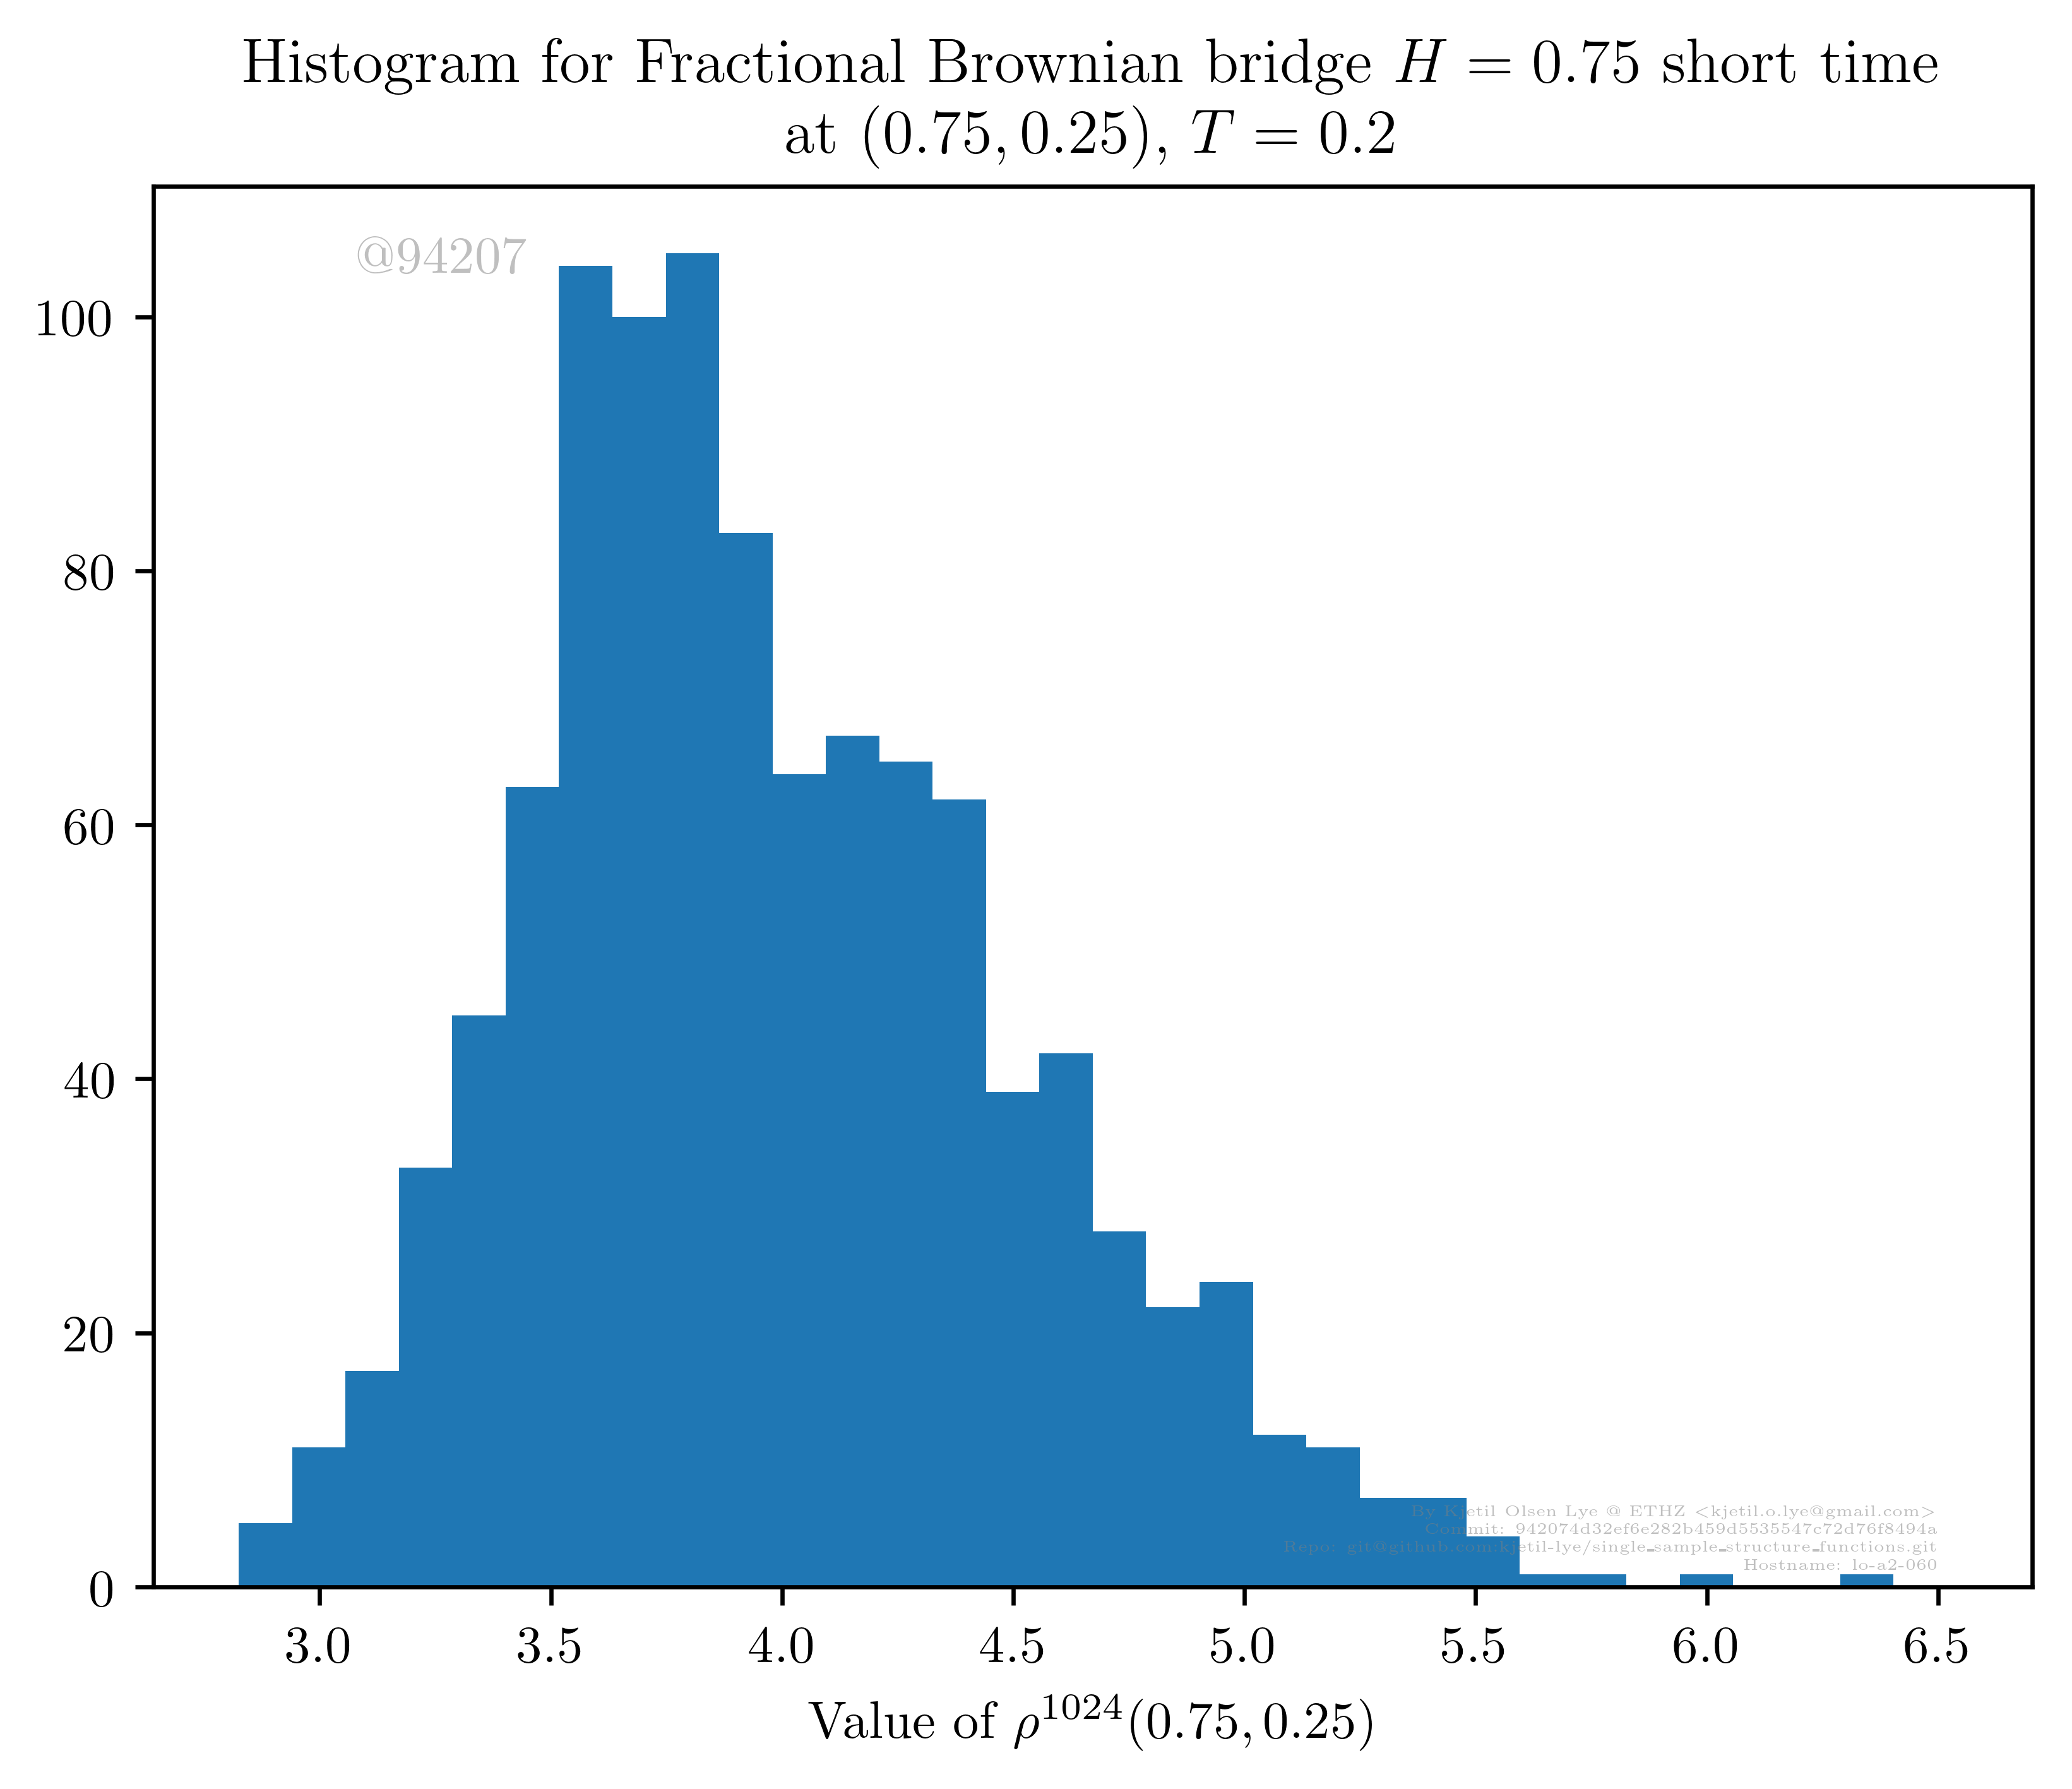 Histogram for Fractional Brownian bridge H = 0.75 short time
at (0.75, 0.25), T = 0.2
@94207
100
80
60
40
20
0
By Kjetil Olsen Lye @ ETHZ <kjetil.o.lye@gmail.com>
Commit: 942074d32ef6e282b459d5535547c72d76f8494a
Repo: git@github.com:kjetil-lye/single_sample_structure_functions.git
Hostname: lo-a2-060
3.0 3.5 4.0 4.5 5.0 5.5 6.0 6.5
Value of ρ^1024(0.75, 0.25)